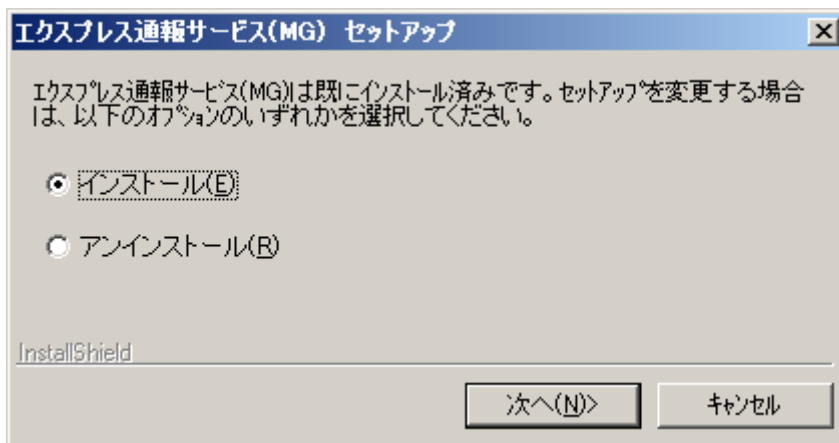 エクスプレス通報サービス(MG) セットアップ
ｴｸｽﾌﾟﾚｽ通報ｻｰﾋﾞｽ(MG)は既にｲﾝｽﾄｰﾙ済みです。ｾｯﾄｱｯﾌﾟを変更する場合
は、以下のｵﾌﾟｼｮﾝのいずれかを選択してください。
インストール(E)
アンインストール(R)
InstallShield
次へ(N)>
ｷｬﾝｾﾙ